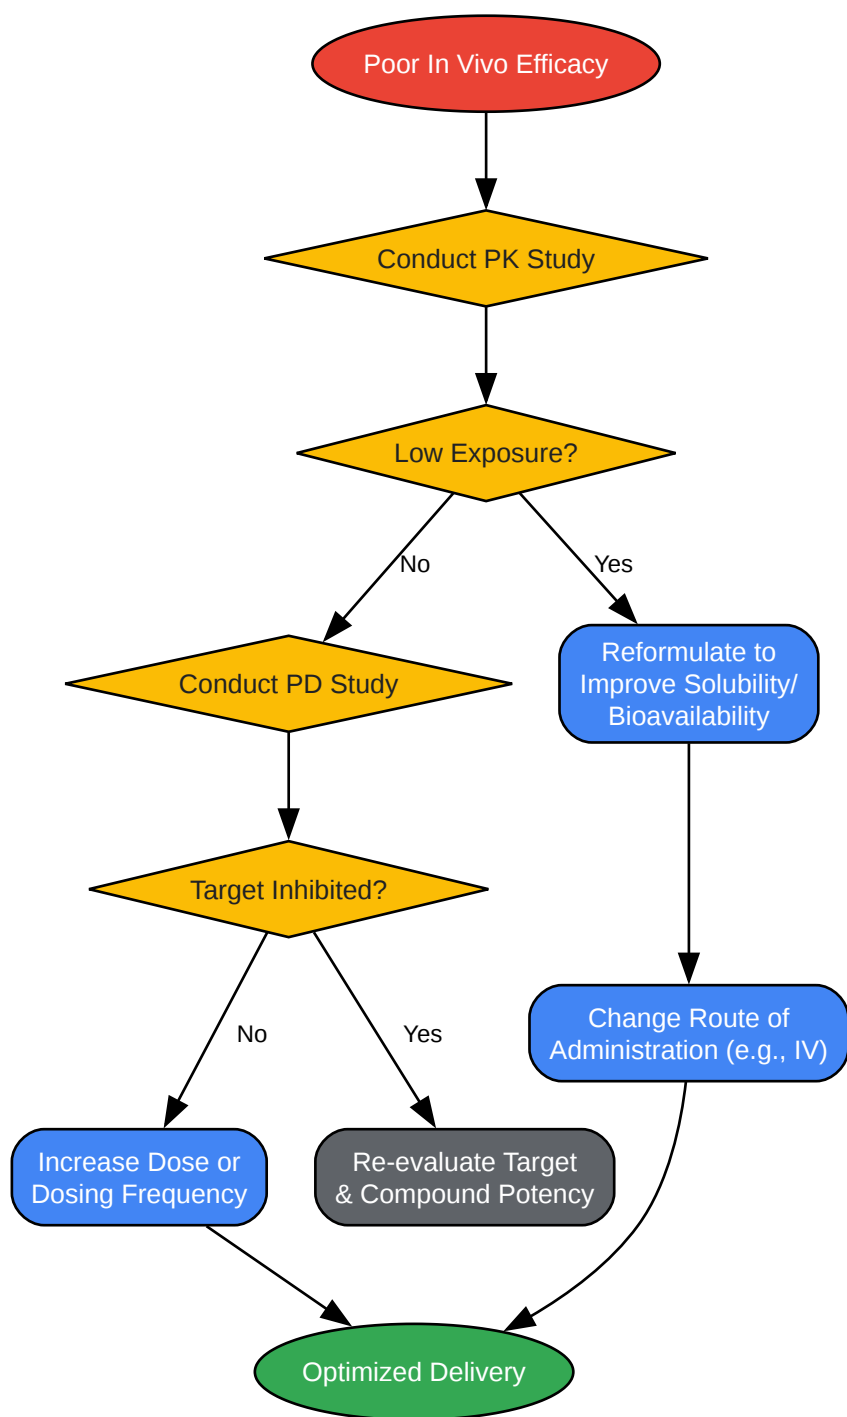 Poor In Vivo Efficacy
Conduct PK Study
Low Exposure?
No
Yes
Conduct PD Study
Reformulate to
Improve Solubility/
Bioavailability
Target Inhibited?
No
Yes
Change Route of
Administration (e.g., IV)
Increase Dose or
Dosing Frequency
Re-evaluate Target
& Compound Potency
Optimized Delivery